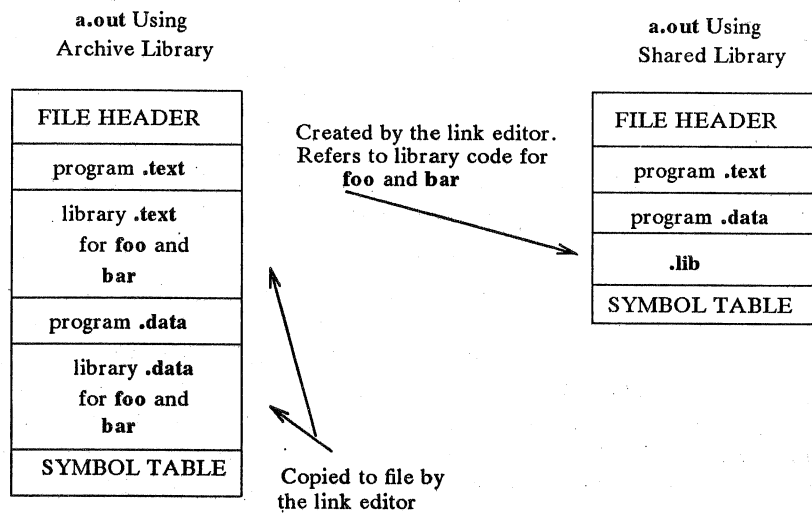 a.out Using
Archive Library
FILE HEADER
program .text
library .text
for foo and
bar
program .data
library .data
for foo and
bar
SYMBOL TABLE
Created by the link editor.
Refers to library code for
foo and bar
Copied to file by
the link editor
a.out Using
Shared Library
FILE HEADER
program .text
program .data
.lib
SYMBOL TABLE